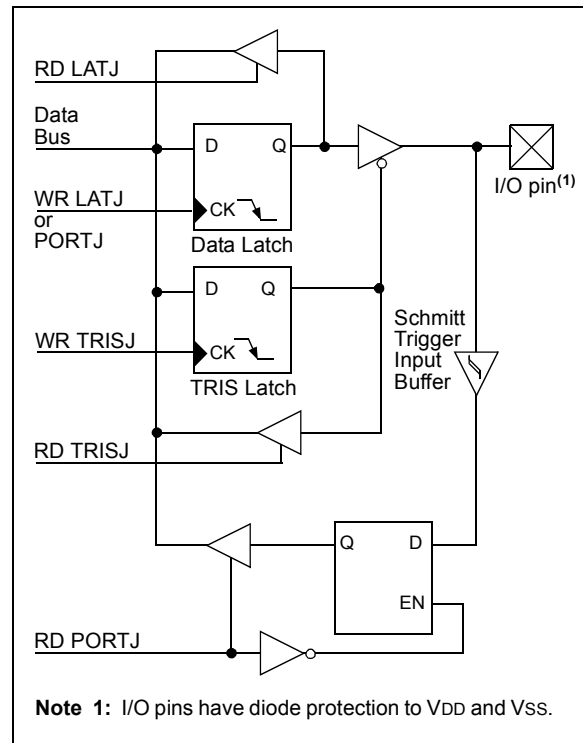 RD LATJ
Data
Bus
D Q
I/O pin(1)
WR LATJ
or
PORTJ
CK
Data Latch
D Q
Schmitt
Trigger
Input
Buffer
WR TRISJ
CK
TRIS Latch
RD TRISJ
Q D
EN
RD PORTJ
Note 1: I/O pins have diode protection to VDD and VSS.